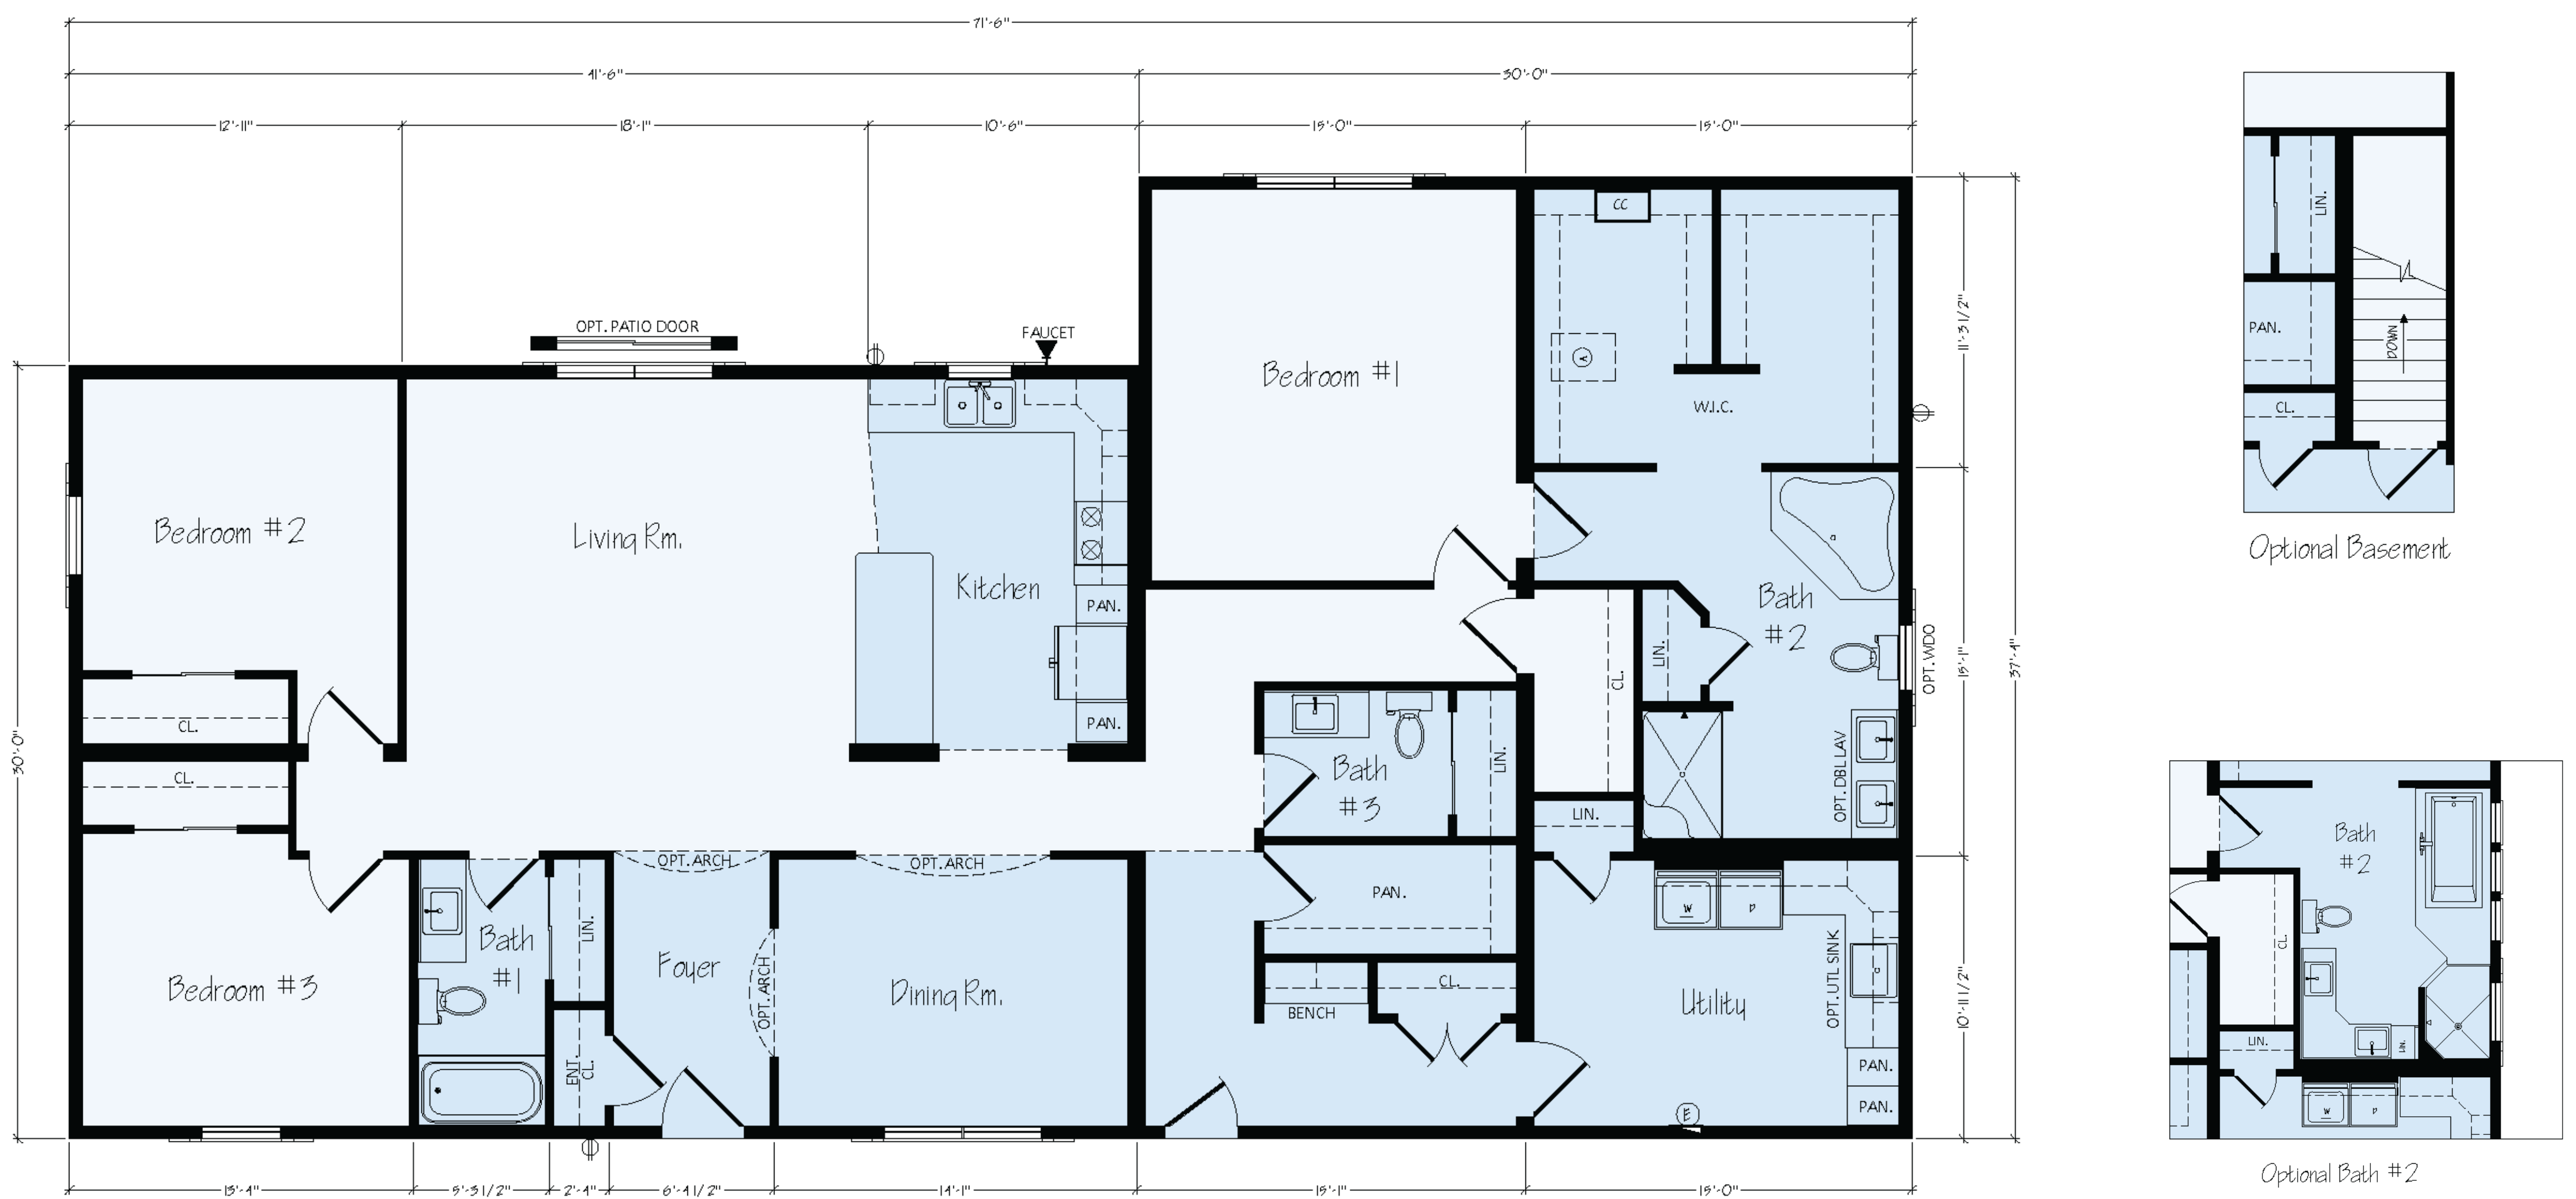 71'-6"
41'-6"
30'-0"
12'-11"
18'-1"
10'-6"
15'-0"
15'-0"
OPT. PATIO DOOR
FAUCET
CC
A
W.I.C.
Bedroom #1
11'-3 1/2"
Bedroom #2
Living Rm.
Kitchen
PAN.
PAN.
CL.
CL.
30'-0"
Bath
#2
LIN.
CL.
OPT. WDO
15'-1"
37'-4"
OPT. DBL LAV
Bath
#3
LIN.
LIN.
OPT. ARCH
OPT. ARCH
PAN.
W
D
Bath
#1
LIN.
Foyer
OPT. ARCH
Dining Rm.
Bedroom #3
BENCH
CL.
Utility
OPT. UTL SINK
10'-11 1/2"
ENT.
CL.
PAN.
PAN.
E
13'-4"
5'-3 1/2"
2'-4"
6'-4 1/2"
14'-1"
15'-1"
15'-0"
LIN.
PAN.
DOWN
CL.
Optional Basement
Bath
#2
CL.
LIN.
LIN.
W
D
Optional Bath #2